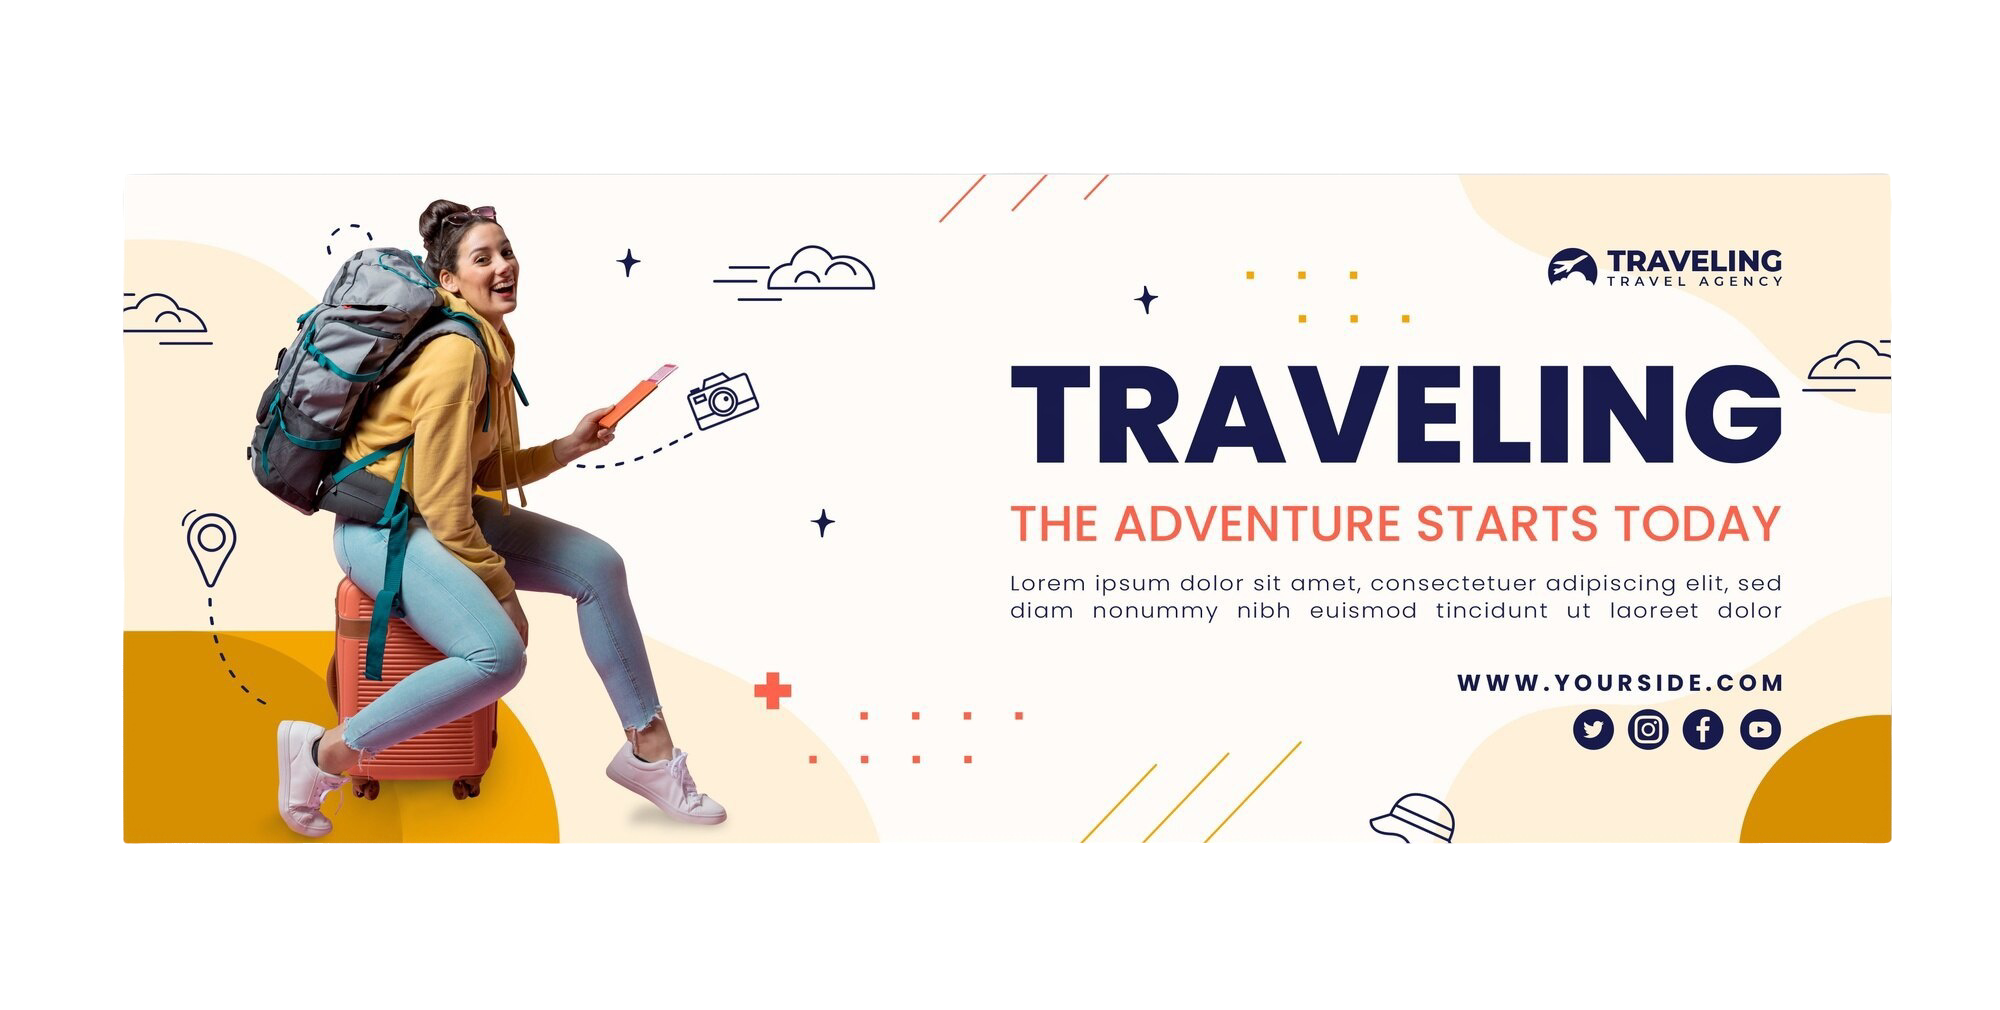 TRAVELING
TRAVEL AGENCY
TRAVELING
THE ADVENTURE STARTS TODAY
Lorem ipsum dolor sit amet, consectetuer adipiscing elit, sed
diam nonummy nibh euismod tincidunt ut laoreet dolor
WWW.YOURSIDE.COM